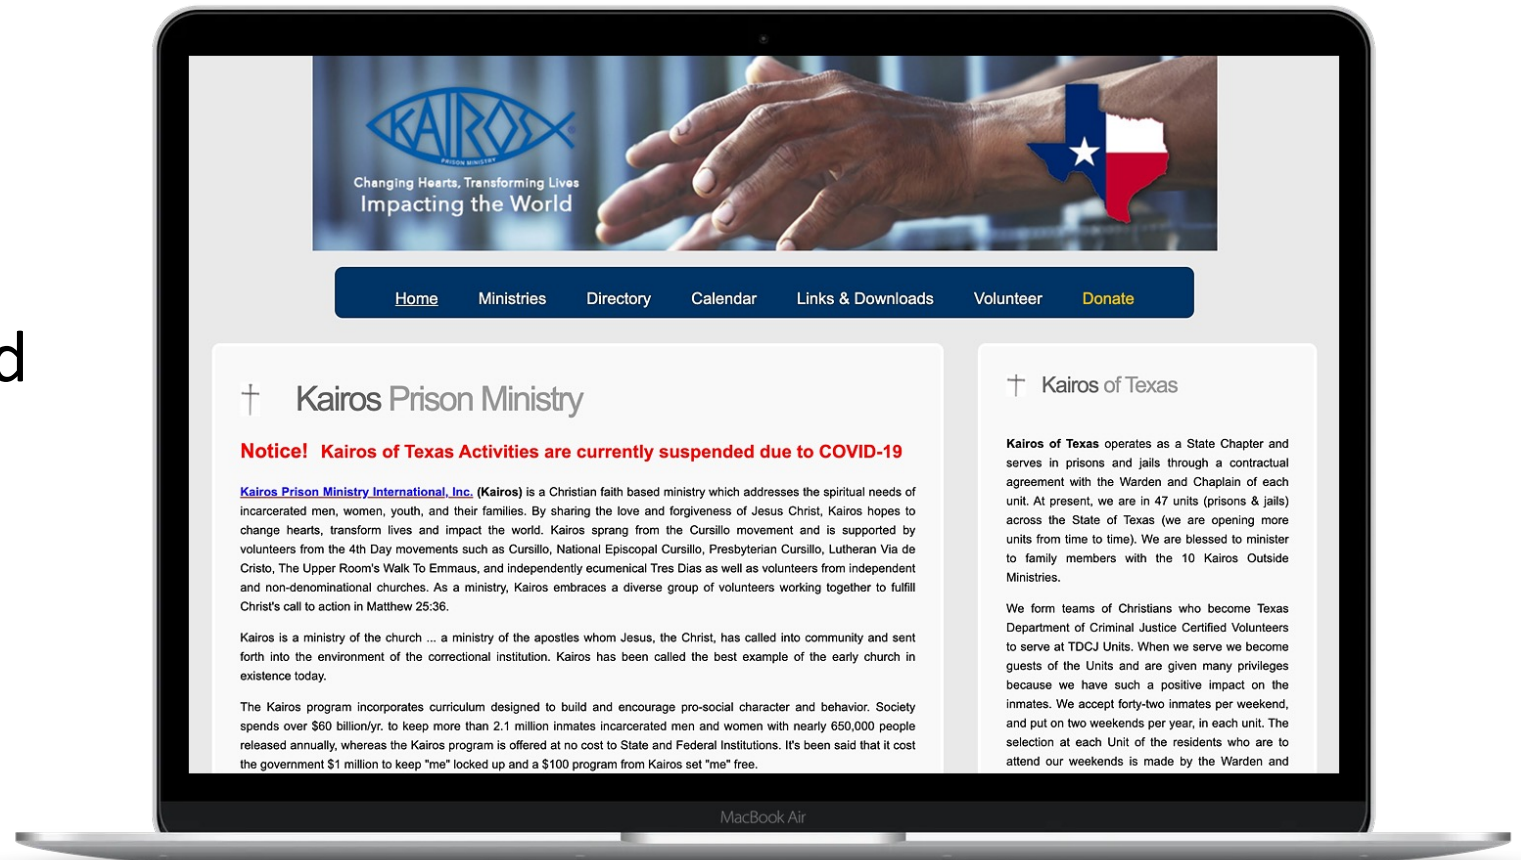 d
KAIROS
PRISON MINISTRY
Changing Hearts, Transforming Lives
Impacting the World
Home Ministries Directory Calendar Links & Downloads Volunteer Donate
Kairos Prison Ministry
Notice! Kairos of Texas Activities are currently suspended due to COVID-19
Kairos Prison Ministry International, Inc. (Kairos) is a Christian faith based ministry which addresses the spiritual needs of
incarcerated men, women, youth, and their families. By sharing the love and forgiveness of Jesus Christ, Kairos hopes to
change hearts, transform lives and impact the world. Kairos sprang from the Cursillo movement and is supported by
volunteers from the 4th Day movements such as Cursillo, National Episcopal Cursillo, Presbyterian Cursillo, Lutheran Via de
Cristo, The Upper Room's Walk To Emmaus, and independently ecumenical Tres Dias as well as volunteers from independent
and non-denominational churches. As a ministry, Kairos embraces a diverse group of volunteers working together to fulfill
Christ's call to action in Matthew 25:36.
Kairos is a ministry of the church ... a ministry of the apostles whom Jesus, the Christ, has called into community and sent
forth into the environment of the correctional institution. Kairos has been called the best example of the early church in
existence today.
The Kairos program incorporates curriculum designed to build and encourage pro-social character and behavior. Society
spends over $60 billion/yr. to keep more than 2.1 million inmates incarcerated men and women with nearly 650,000 people
released annually, whereas the Kairos program is offered at no cost to State and Federal Institutions. It's been said that it cost
the government $1 million to keep "me" locked up and a $100 program from Kairos set "me" free.
Kairos of Texas
Kairos of Texas operates as a State Chapter and
serves in prisons and jails through a contractual
agreement with the Warden and Chaplain of each
unit. At present, we are in 47 units (prisons & jails)
across the State of Texas (we are opening more
units from time to time). We are blessed to minister
to family members with the 10 Kairos Outside
Ministries.
We form teams of Christians who become Texas
Department of Criminal Justice Certified Volunteers
to serve at TDCJ Units. When we serve we become
guests of the Units and are given many privileges
because we have such a positive impact on the
inmates. We accept forty-two inmates per weekend,
and put on two weekends per year, in each unit. The
selection at each Unit of the residents who are to
attend our weekends is made by the Warden and
MacBook Air